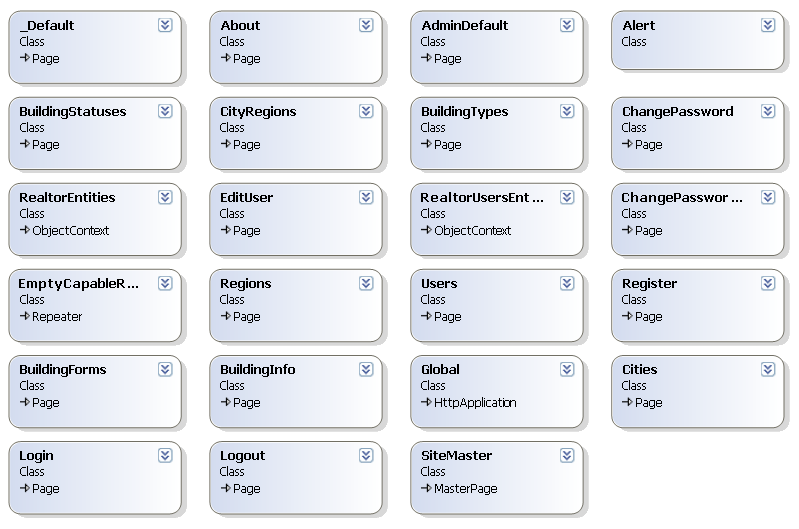 _Default
Class
Page
About
Class
Page
AdminDefault
Class
Page
Alert
Class
BuildingStatuses
Class
Page
CityRegions
Class
Page
BuildingTypes
Class
Page
ChangePassword
Class
Page
RealtorEntities
Class
ObjectContext
EditUser
Class
Page
RealtorUsersEnt...
Class
ObjectContext
ChangePasswor...
Class
Page
EmptyCapableR...
Class
Repeater
Regions
Class
Page
Users
Class
Page
Register
Class
Page
BuildingForms
Class
Page
BuildingInfo
Class
Page
Global
Class
HttpApplication
Cities
Class
Page
Login
Class
Page
Logout
Class
Page
SiteMaster
Class
MasterPage